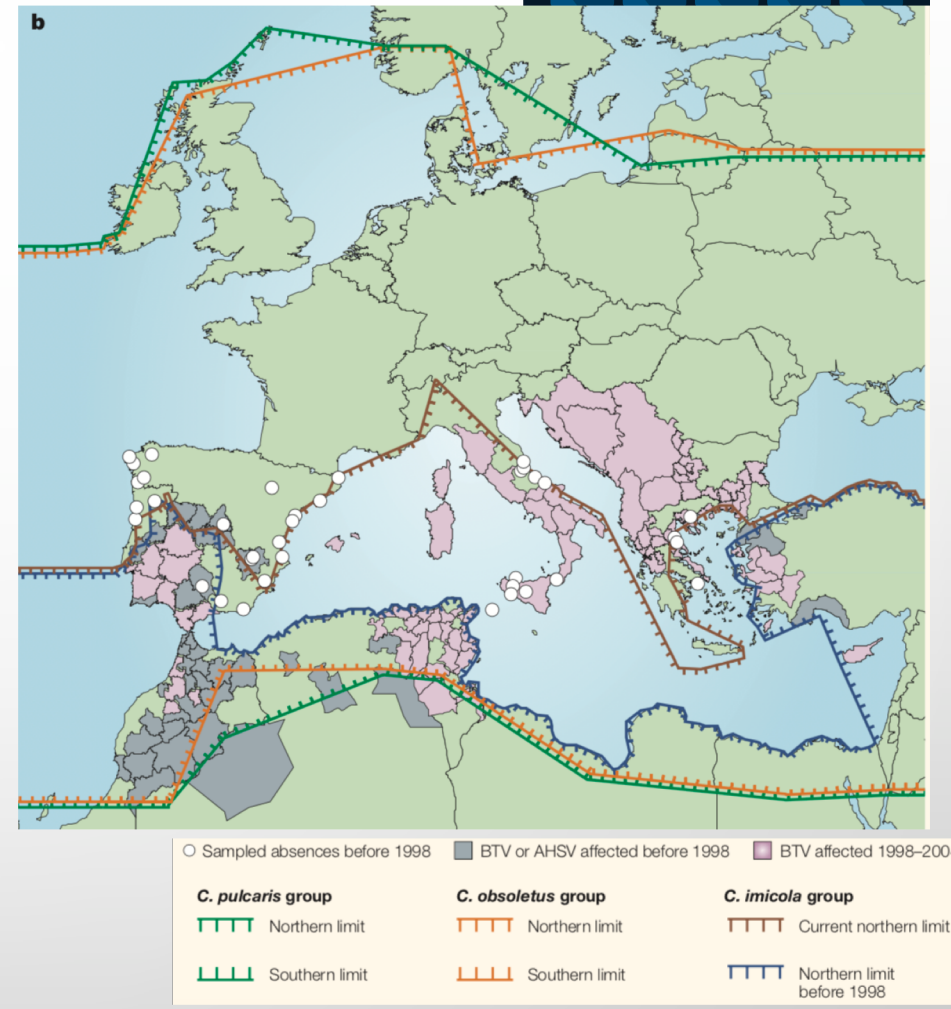 b
Sampled absences before 1998
BTV or AHSV affected before 1998
BTV affected 1998–200
C. pulcaris group
C. obsoletus group
C. imicola group
Northern limit
Northern limit
Current northern limit
Southern limit
Southern limit
Northern limit
before 1998